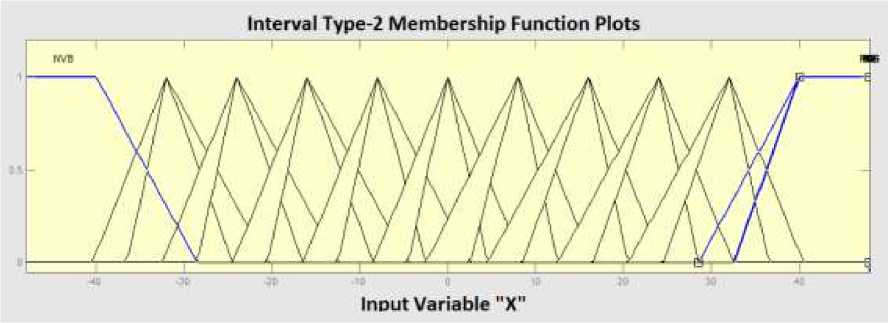 Interval Type-2 Membership Function Plots
NVB
1
0.5
0
-40 -30 -20 -10 0 10 20 30 40
Input Variable "X"